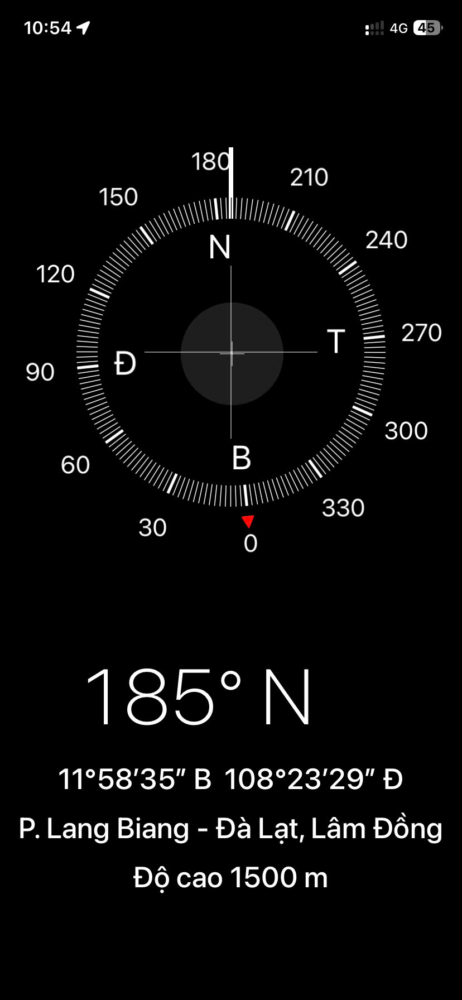 10:54 4G 45
180
210
150
240
N
120
T
270
Đ
90
300
B
60
330
30
0
185° N
11°58′35″ B 108°23′29″ Đ
P. Lang Biang - Đà Lạt, Lâm Đồng
Độ cao 1500 m